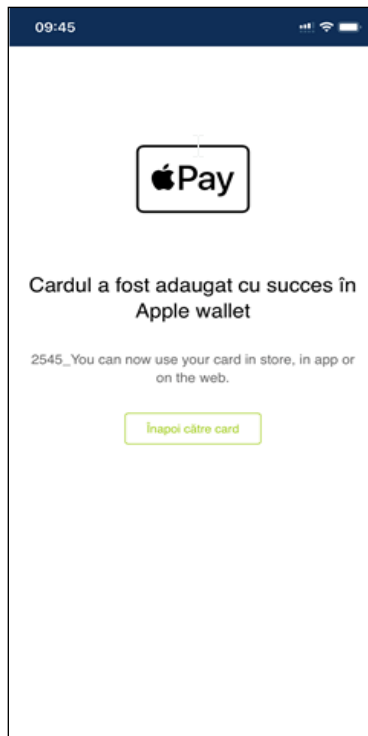 09:45
Pay
Cardul a fost adaugat cu succes în
Apple wallet
2545_You can now use your card in store, in app or
on the web.
Înapoi către card